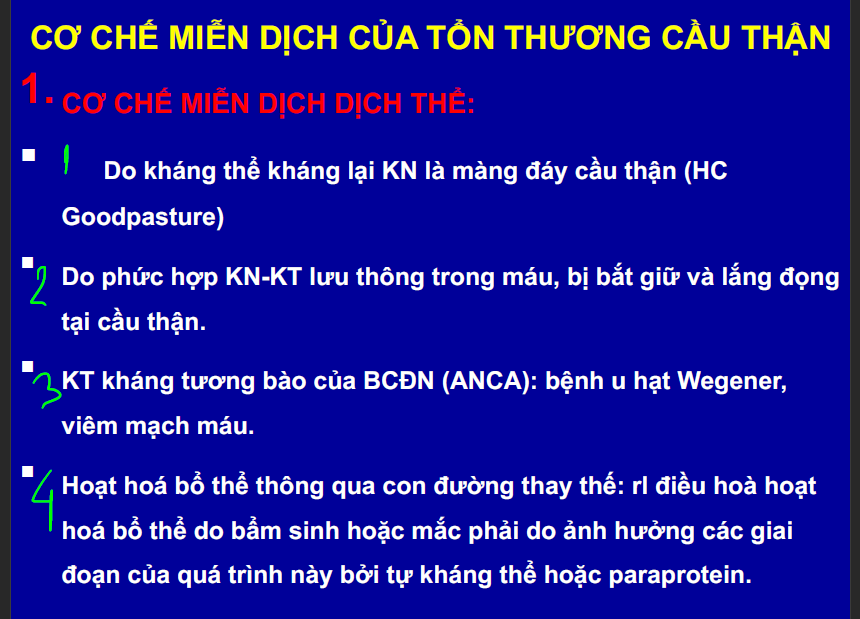 CƠ CHẾ MIỄN DỊCH CỦA TỔN THƯƠNG CẦU THẬN
1. CƠ CHẾ MIỄN DỊCH DỊCH THỂ:
1 Do kháng thể kháng lại KN là màng đáy cầu thận (HC
Goodpasture)
2 Do phức hợp KN-KT lưu thông trong máu, bị bắt giữ và lắng đọng
tại cầu thận.
3 KT kháng tương bào của BCĐN (ANCA): bệnh u hạt Wegener,
viêm mạch máu.
4 Hoạt hoá bổ thể thông qua con đường thay thế: rl điều hoà hoạt
hoá bổ thể do bẩm sinh hoặc mắc phải do ảnh hưởng các giai
đoạn của quá trình này bởi tự kháng thể hoặc paraprotein.